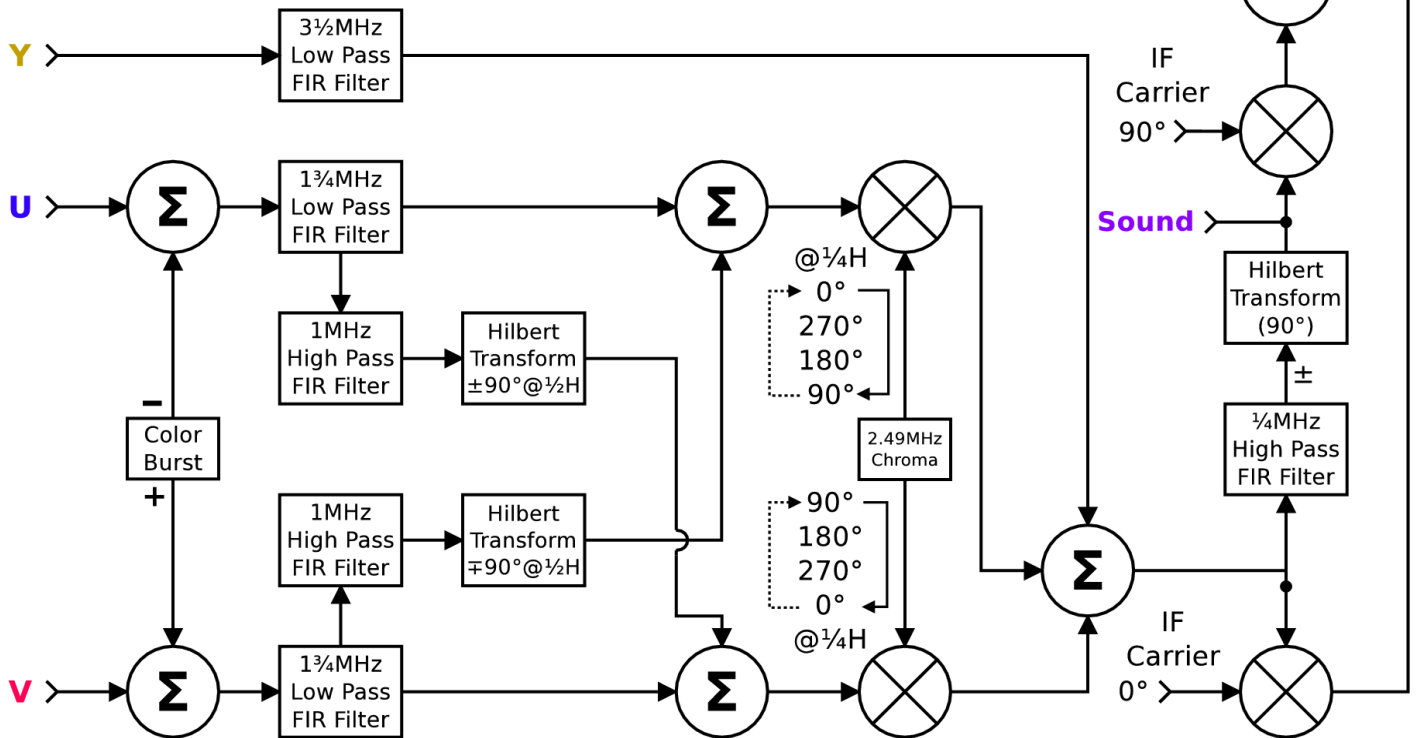 Y
3½MHz
Low Pass
FIR Filter
IF
Carrier
90°
U
Σ
1¾MHz
Low Pass
FIR Filter
Σ
Sound
@¼H
0°
270°
180°
90°
Hilbert
Transform
(90°)
±
1MHz
High Pass
FIR Filter
Hilbert
Transform
±90°@½H
–
Color
Burst
+
2.49MHz
Chroma
¼MHz
High Pass
FIR Filter
1MHz
High Pass
FIR Filter
Hilbert
Transform
∓90°@½H
90°
180°
270°
0°
@¼H
Σ
IF
Carrier
0°
V
Σ
1¾MHz
Low Pass
FIR Filter
Σ